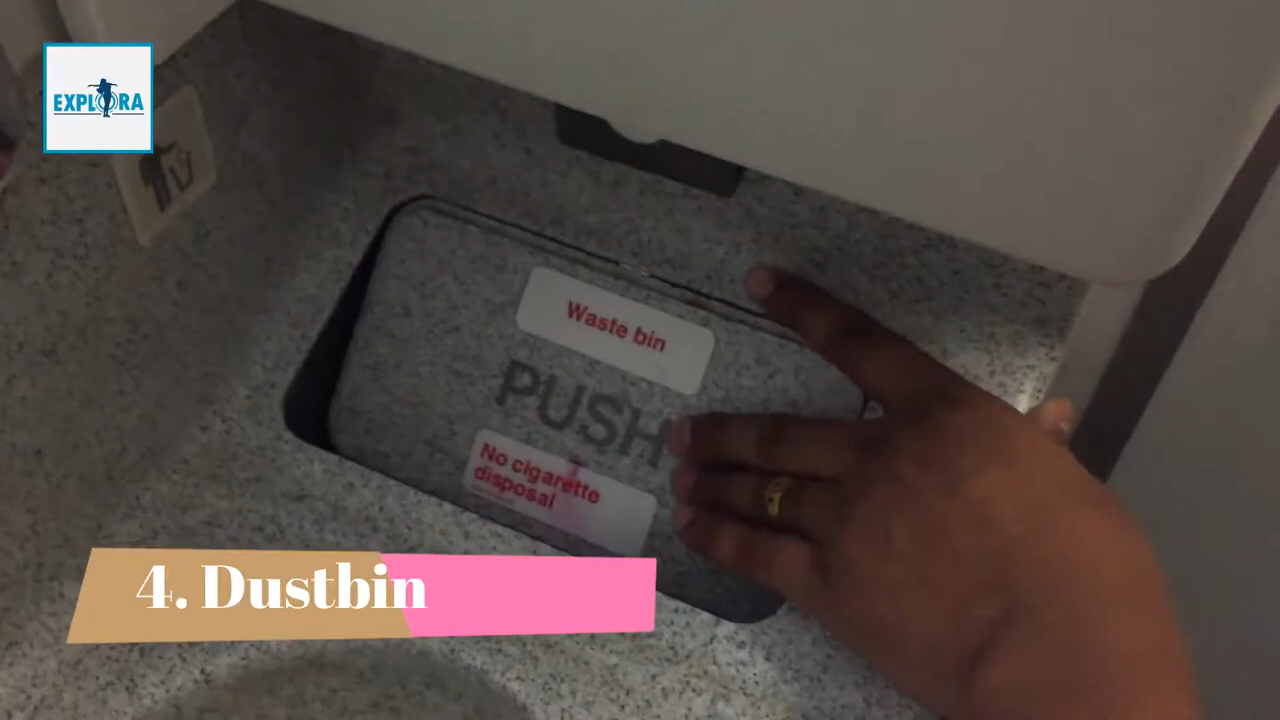 EXPLORA
Waste bin
PUSH
No cigarette
disposal
4. Dustbin